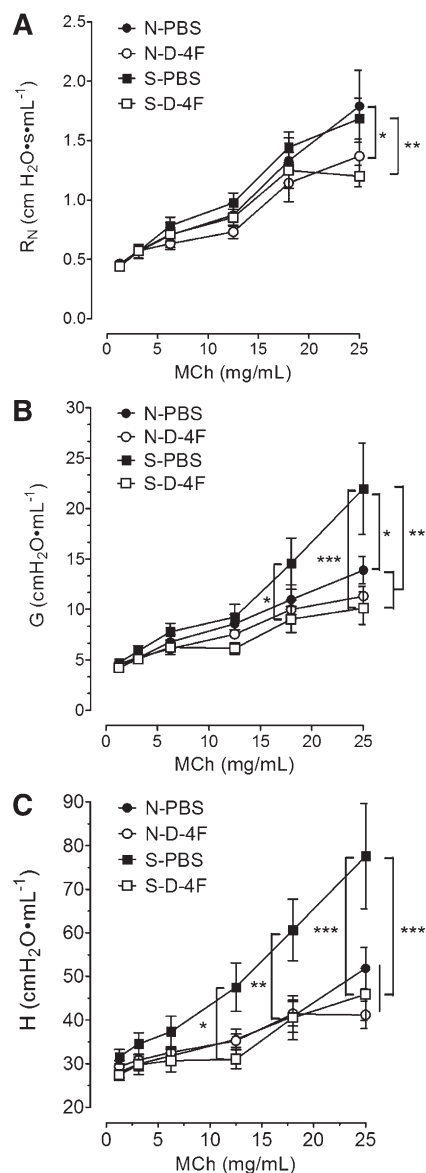 A
N-PBS
N-D-4F
S-PBS
S-D-4F
R_N (cm H₂O•s•mL⁻¹)
2.5
2.0
1.5
1.0
0.5
0.0
*
**
0 5 10 15 20 25
MCh (mg/mL)
B
N-PBS
N-D-4F
S-PBS
S-D-4F
G (cmH₂O•mL⁻¹)
30
25
20
15
10
5
0
*
***
*
**
0 5 10 15 20 25
MCh (mg/mL)
C
N-PBS
N-D-4F
S-PBS
S-D-4F
H (cmH₂O•mL⁻¹)
90
80
70
60
50
40
30
20
*
**
***
***
0 5 10 15 20 25
MCh (mg/mL)